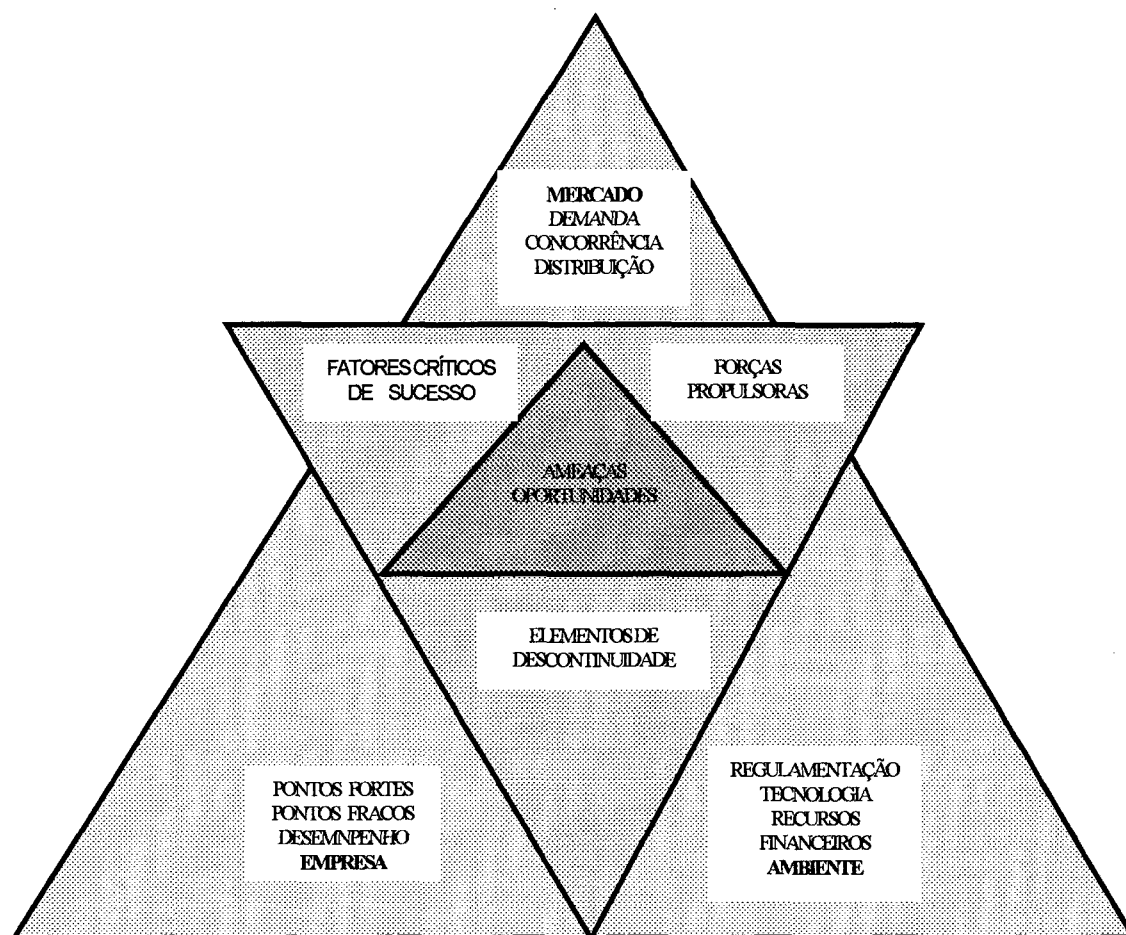 MERCADO
DEMANDA
CONCORRÊNCIA
DISTRIBUIÇÃO
FATORES CRÍTICOS
DE SUCESSO
FORÇAS
PROPULSORAS
AMEAÇAS
OPORTUNIDADES
ELEMENTOS DE
DESCONTINUIDADE
PONTOS FORTES
PONTOS FRACOS
DESEMNPENHO
EMPRESA
REGULAMENTAÇÃO
TECNOLOGIA
RECURSOS
FINANCEIROS
AMBIENTE